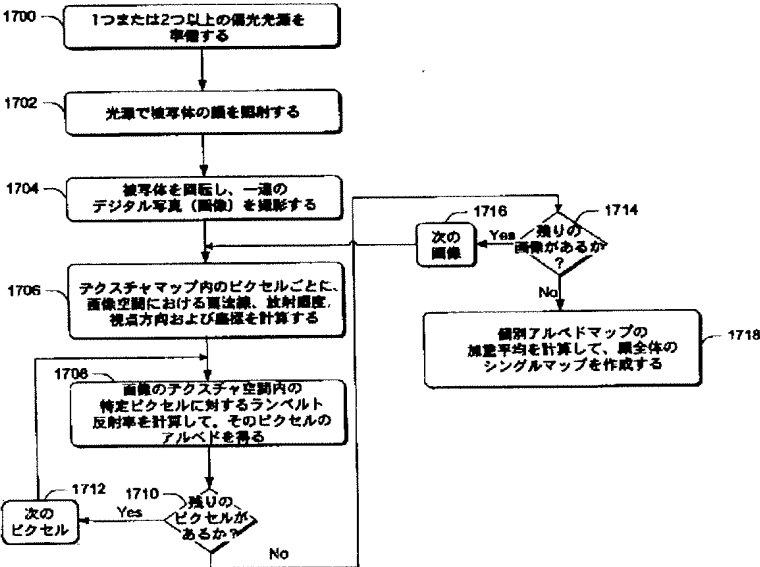 1700
1つまたは2つ以上の偏光光源を
準備する
1702
光源で被写体の顔を照射する
1704
被写体を回転し、一連の
デジタル写真（画像）を撮影する
1706
テクスチャマップ内のピクセルごとに、
画像空間における面法線、放射照度、
視点方向および座標を計算する
1708
画像のテクスチャ空間内の
特定ピクセルに対するランベルト
反射率を計算して。そのピクセルの
アルベドを得る
1710
残りの
ピクセルが
あるか？
Yes
1712
次の
ピクセル
No
1714
残りの
画像があるか
？
Yes
1716
次の
画像
No
個別アルベドマップの
加重平均を計算して、顔全体の
シングルマップを作成する
1718